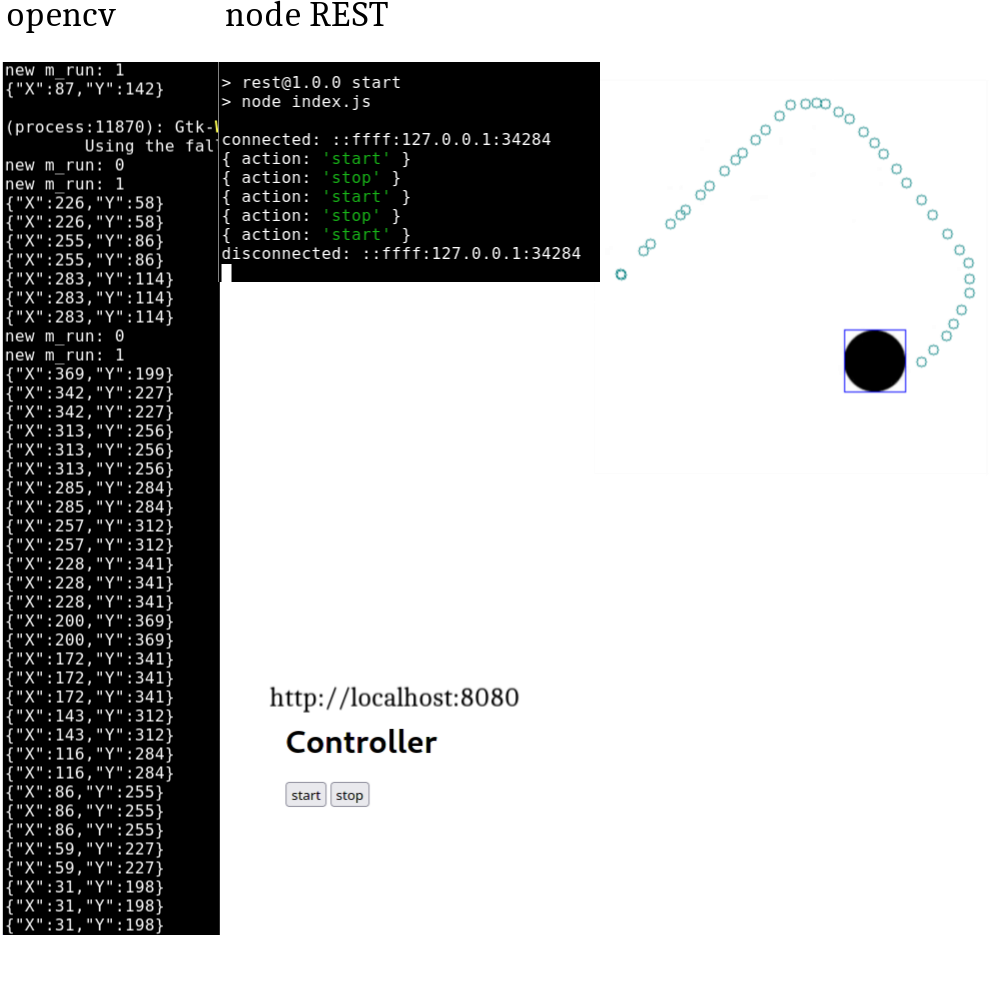 opencv
node REST
new m_run: 1
{"X":87,"Y":142}
(process:11870): Gtk-
Using the fal
new m_run: 0
new m_run: 1
{"X":226,"Y":58}
{"X":226,"Y":58}
{"X":255,"Y":86}
{"X":255,"Y":86}
{"X":283,"Y":114}
{"X":283,"Y":114}
{"X":283,"Y":114}
new m_run: 0
new m_run: 1
{"X":369,"Y":199}
{"X":342,"Y":227}
{"X":342,"Y":227}
{"X":313,"Y":256}
{"X":313,"Y":256}
{"X":313,"Y":256}
{"X":285,"Y":284}
{"X":285,"Y":284}
{"X":257,"Y":312}
{"X":257,"Y":312}
{"X":228,"Y":341}
{"X":228,"Y":341}
{"X":228,"Y":341}
{"X":200,"Y":369}
{"X":200,"Y":369}
{"X":172,"Y":341}
{"X":172,"Y":341}
{"X":172,"Y":341}
{"X":143,"Y":312}
{"X":143,"Y":312}
{"X":116,"Y":284}
{"X":116,"Y":284}
{"X":86,"Y":255}
{"X":86,"Y":255}
{"X":86,"Y":255}
{"X":59,"Y":227}
{"X":59,"Y":227}
{"X":31,"Y":198}
{"X":31,"Y":198}
{"X":31,"Y":198}
> rest@1.0.0 start
> node index.js
connected: ::ffff:127.0.0.1:34284
{ action: 'start' }
{ action: 'stop' }
{ action: 'start' }
{ action: 'stop' }
{ action: 'start' }
disconnected: ::ffff:127.0.0.1:34284
http://localhost:8080
Controller
start
stop